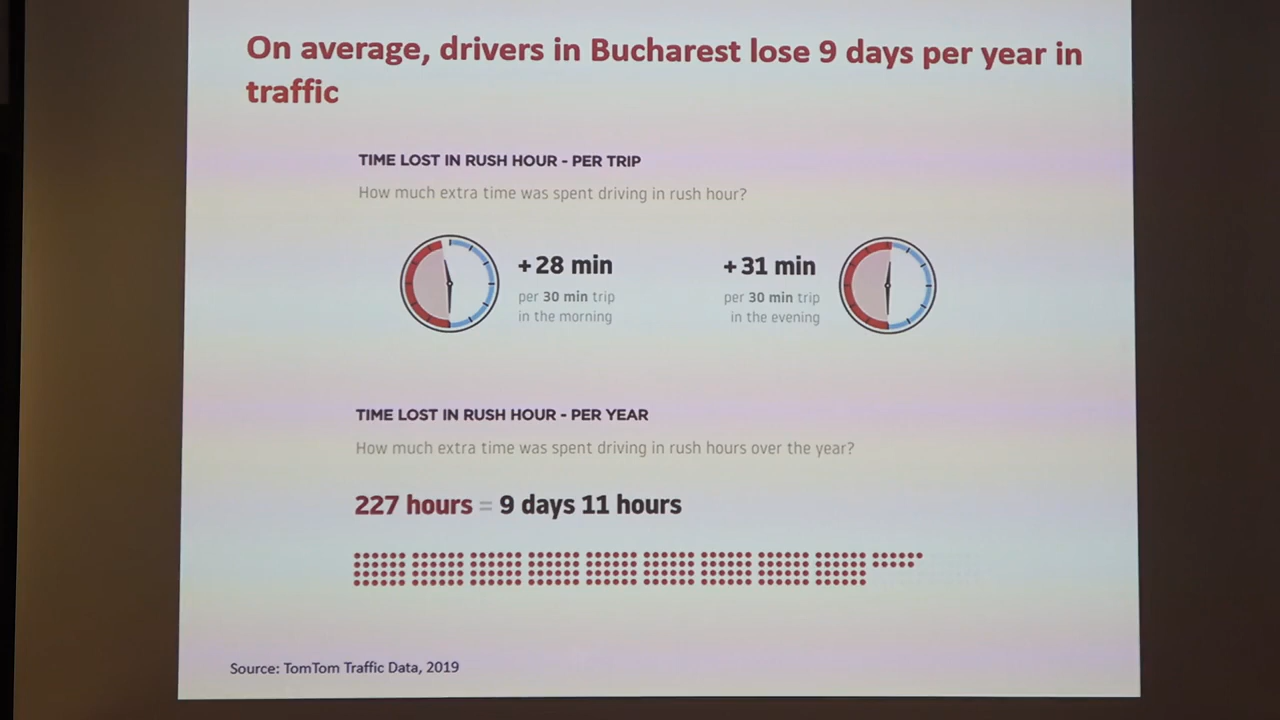 On average, drivers in Bucharest lose 9 days per year in
traffic
TIME LOST IN RUSH HOUR - PER TRIP
How much extra time was spent driving in rush hour?
+28 min
per 30 min trip
in the morning
+31 min
per 30 min trip
in the evening
TIME LOST IN RUSH HOUR - PER YEAR
How much extra time was spent driving in rush hours over the year?
227 hours = 9 days 11 hours
Source: TomTom Traffic Data, 2019